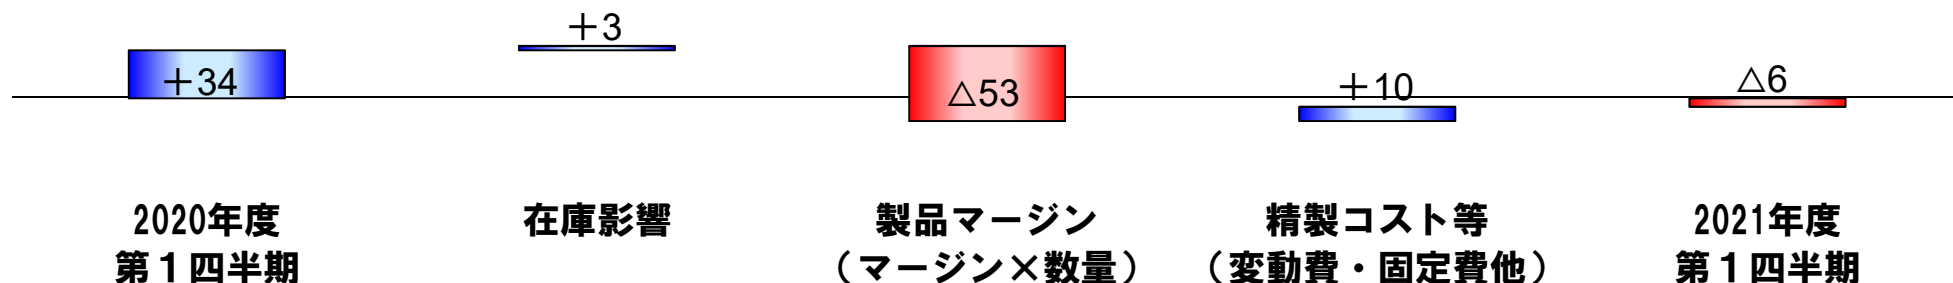 ＋34
＋3
△53
＋10
△6
2020年度
第１四半期
在庫影響
製品マージン
（マージン×数量）
精製コスト等
（変動費・固定費他）
2021年度
第１四半期